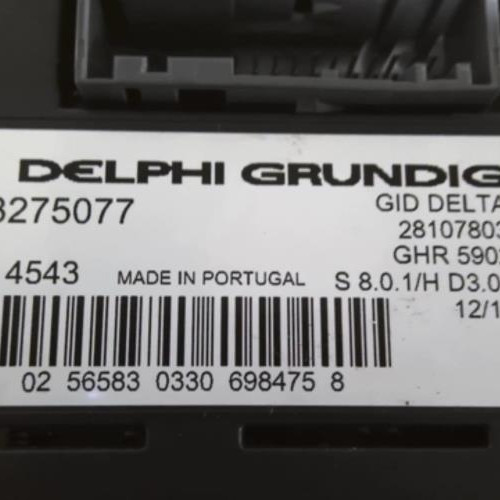 DELPHI GRUNDIG
3275077 GID DELTA
28107803
GHR 590
4543 MADE IN PORTUGAL S 8.0.1/H D3.0
12/1
02 56583 0330 698475 8